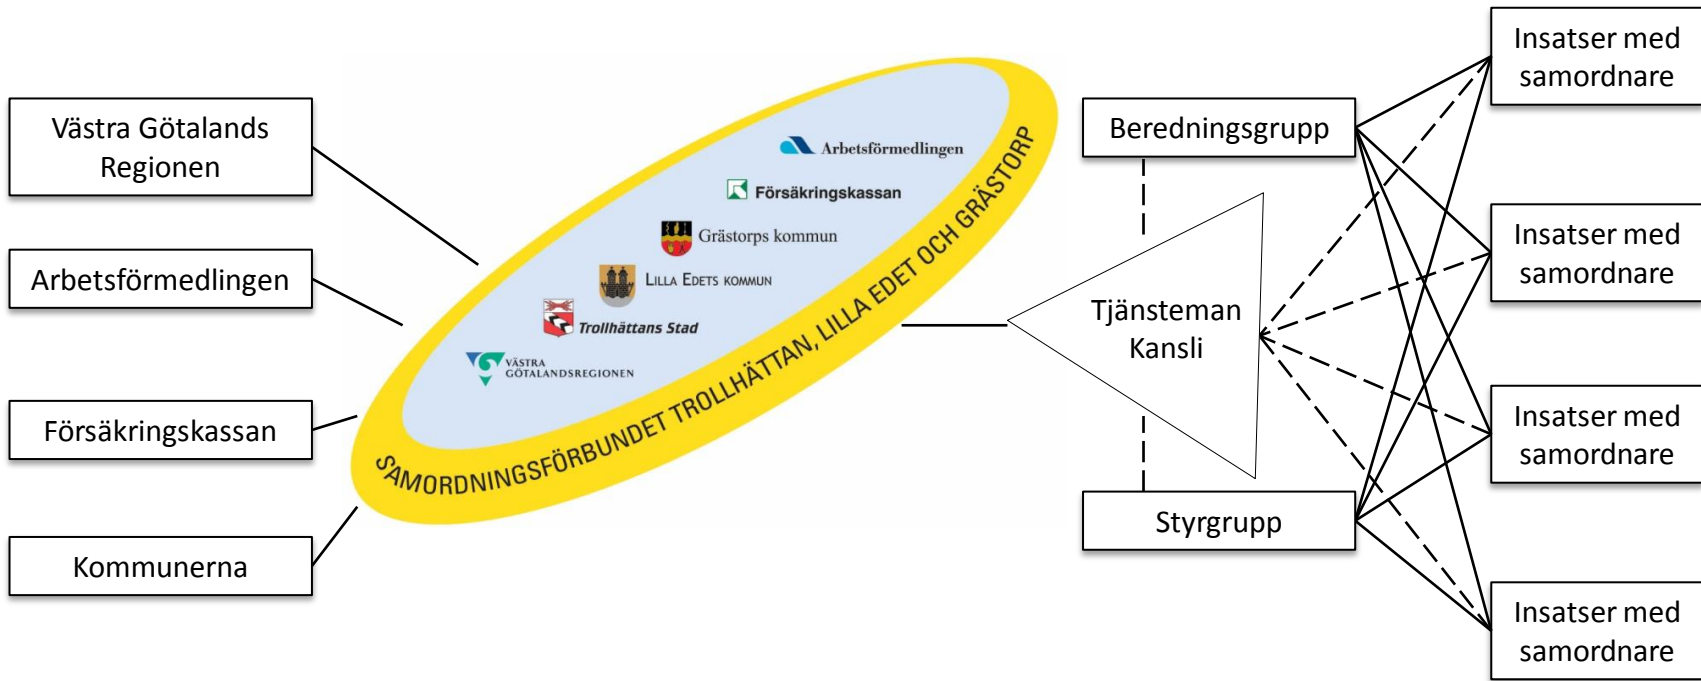 Västra Götalands
Regionen
Arbetsförmedlingen
Försäkringskassan
Kommunerna
Arbetsförmedlingen
Försäkringskassan
Grästorps kommun
LILLA EDETS KOMMUN
Trollhättans Stad
VÄSTRA
GÖTALANDSREGIONEN
SAMORDNINGSFÖRBUNDET TROLLHÄTTAN, LILLA EDET OCH GRÄSTORP
Beredningsgrupp
Tjänsteman
Kansli
Styrgrupp
Insatser med
samordnare
Insatser med
samordnare
Insatser med
samordnare
Insatser med
samordnare